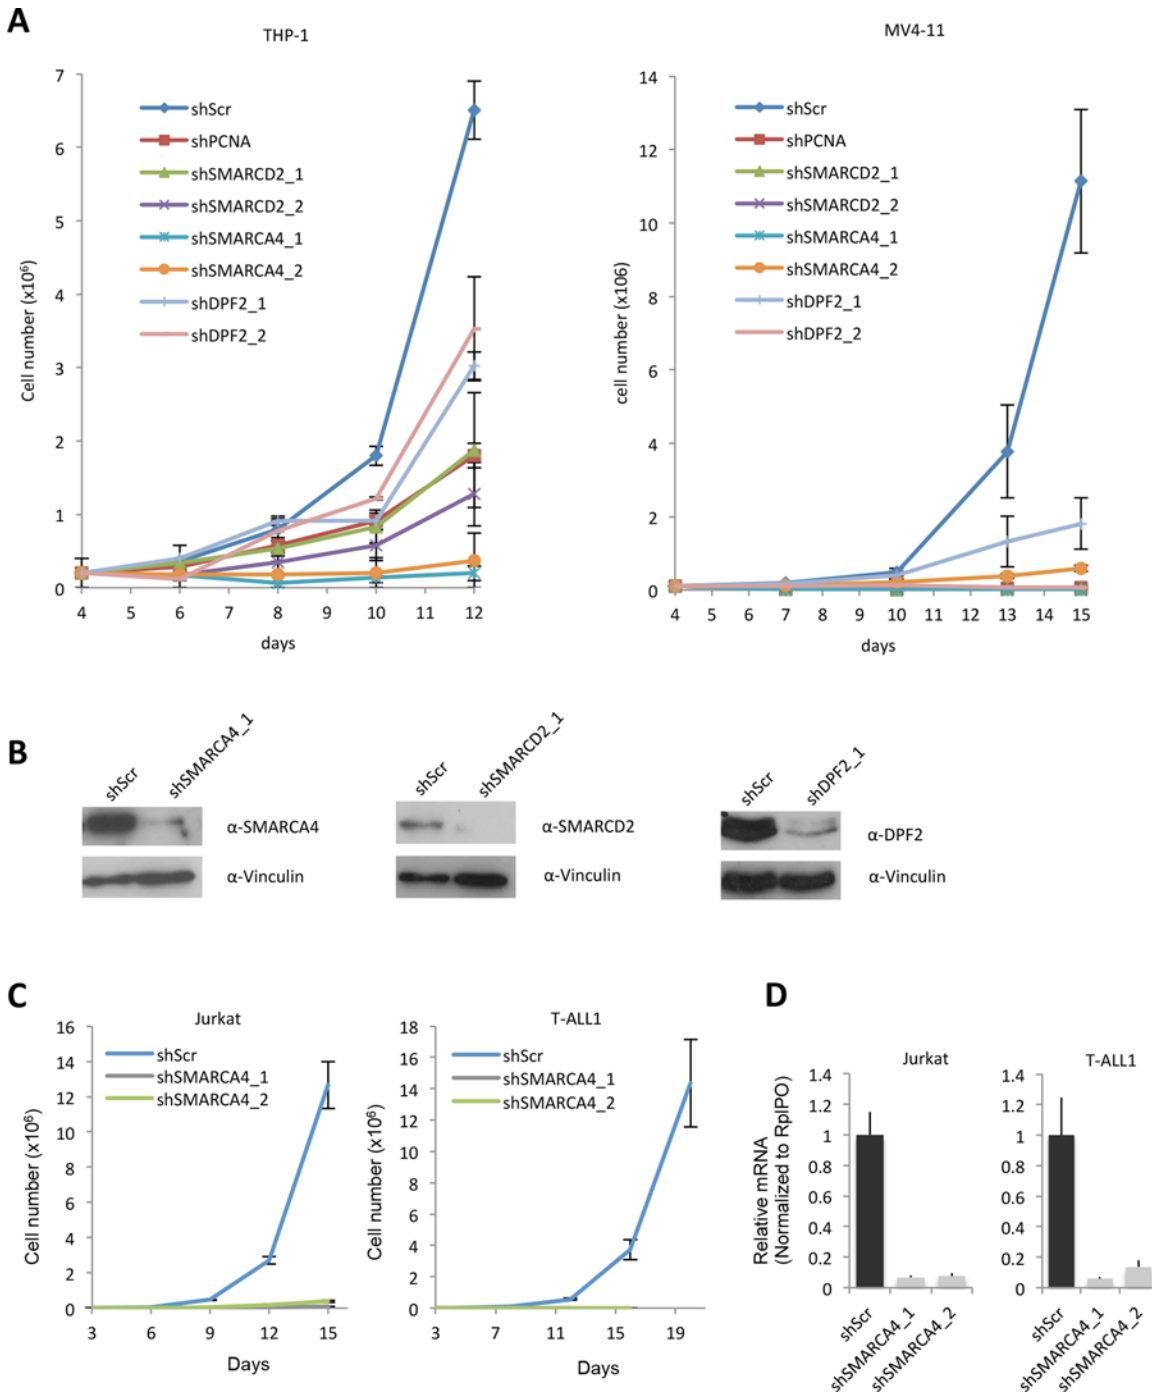 A
THP-1
MV4-11
7
6
5
4
3
2
1
0
Cell number (x10⁶)
shScr
shPCNA
shSMARCD2_1
shSMARCD2_2
shSMARCA4_1
shSMARCA4_2
shDPF2_1
shDPF2_2
4 5 6 7 8 9 10 11 12
days
14
12
10
8
6
4
2
0
cell number (x106)
shScr
shPCNA
shSMARCD2_1
shSMARCD2_2
shSMARCA4_1
shSMARCA4_2
shDPF2_1
shDPF2_2
4 5 6 7 8 9 10 11 12 13 14 15
days
B
shScr
shSMARCA4_1
α-SMARCA4
α-Vinculin
shScr
shSMARCD2_1
α-SMARCD2
α-Vinculin
shScr
shDPF2_1
α-DPF2
α-Vinculin
C
Jurkat
16
14
12
10
8
6
4
2
0
Cell number (x10⁶)
shScr
shSMARCA4_1
shSMARCA4_2
3 6 9 12 15
Days
T-ALL1
18
16
14
12
10
8
6
4
2
0
Cell number (x10⁶)
shScr
shSMARCA4_1
shSMARCA4_2
3 7 11 15 19
Days
D
Jurkat
Relative mRNA
(Normalized to RplPO)
1.4
1.2
1
0.8
0.6
0.4
0.2
0
shScr
shSMARCA4_1
shSMARCA4_2
T-ALL1
1.4
1.2
1
0.8
0.6
0.4
0.2
0
shScr
shSMARCA4_1
shSMARCA4_2